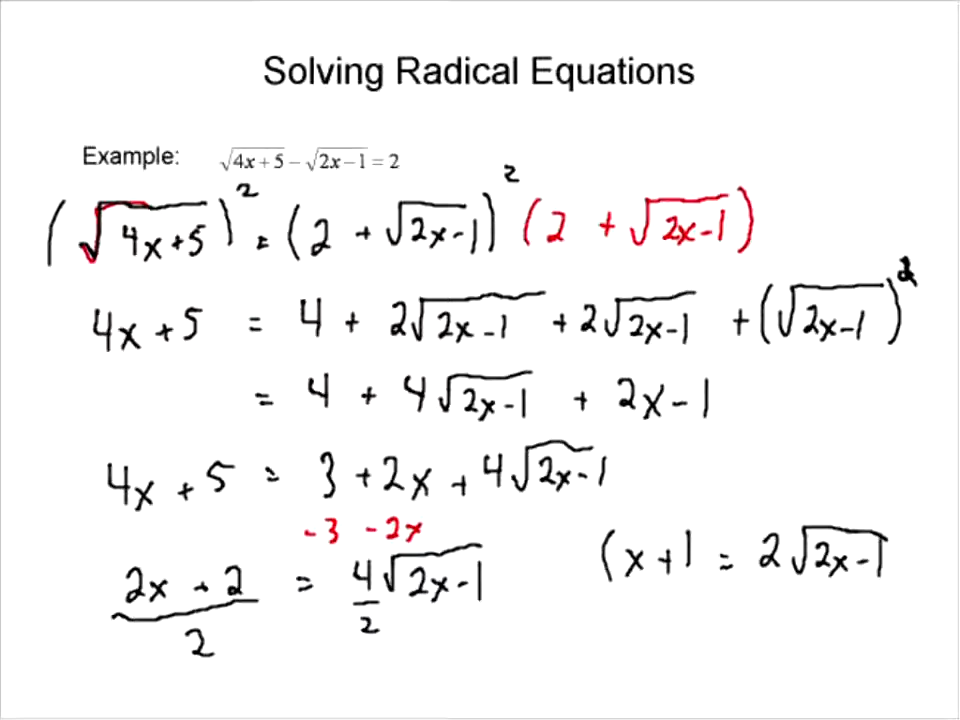 Solving Radical Equations
Example: √(4x + 5) − √(2x − 1) = 2
(√(4x + 5))² = (2 + √(2x - 1))² (2 + √(2x - 1))
4x + 5 = 4 + 2√(2x - 1) + 2√(2x - 1) + (√(2x - 1))²
= 4 + 4√(2x - 1) + 2x - 1
4x + 5 = 3 + 2x + 4√(2x - 1)
-3 -2x
(2x + 2)/2 = 4/2 √(2x - 1) (x + 1 = 2√(2x - 1)